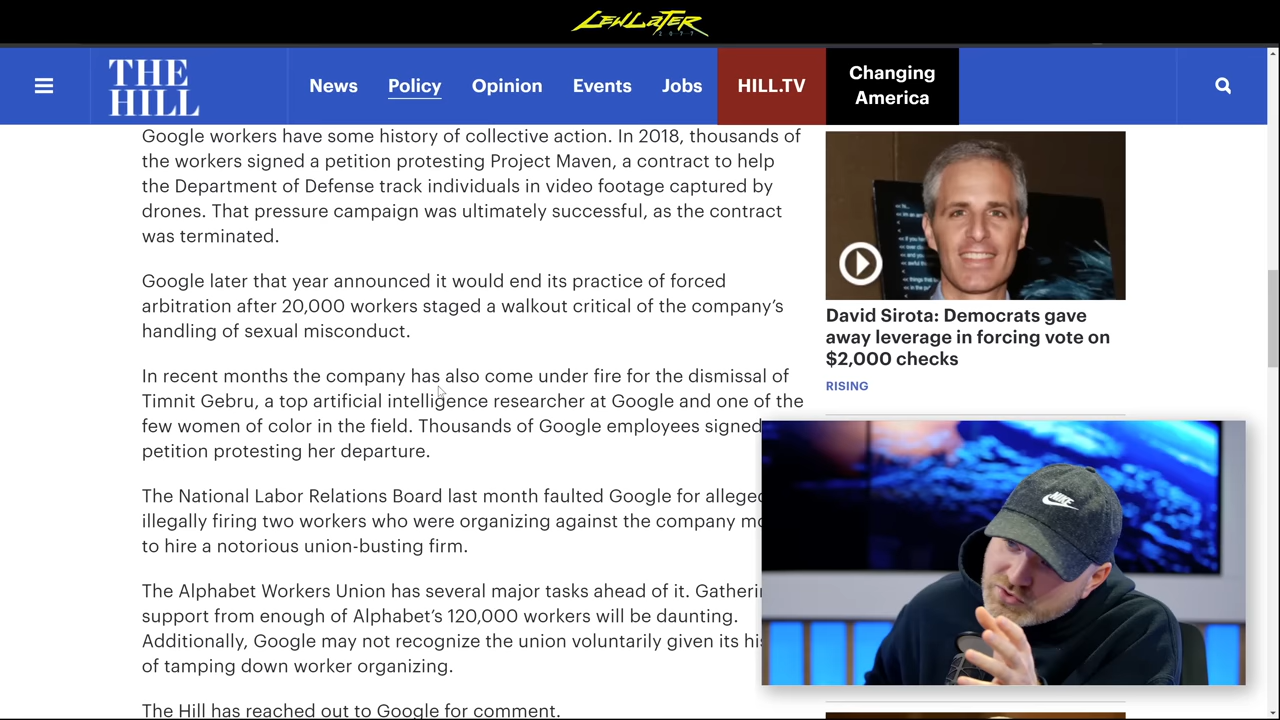 LEWLATER
2077
THE HILL
News
Policy
Opinion
Events
Jobs
HILL.TV
Changing
America
Google workers have some history of collective action. In 2018, thousands of
the workers signed a petition protesting Project Maven, a contract to help
the Department of Defense track individuals in video footage captured by
drones. That pressure campaign was ultimately successful, as the contract
was terminated.
Google later that year announced it would end its practice of forced
arbitration after 20,000 workers staged a walkout critical of the company's
handling of sexual misconduct.
In recent months the company has also come under fire for the dismissal of
Timnit Gebru, a top artificial intelligence researcher at Google and one of the
few women of color in the field. Thousands of Google employees signed
petition protesting her departure.
The National Labor Relations Board last month faulted Google for alleged
illegally firing two workers who were organizing against the company mo
to hire a notorious union-busting firm.
The Alphabet Workers Union has several major tasks ahead of it. Gatherin
support from enough of Alphabet's 120,000 workers will be daunting.
Additionally, Google may not recognize the union voluntarily given its his
of tamping down worker organizing.
The Hill has reached out to Google for comment.
David Sirota: Democrats gave
away leverage in forcing vote on
$2,000 checks
RISING
NIKE